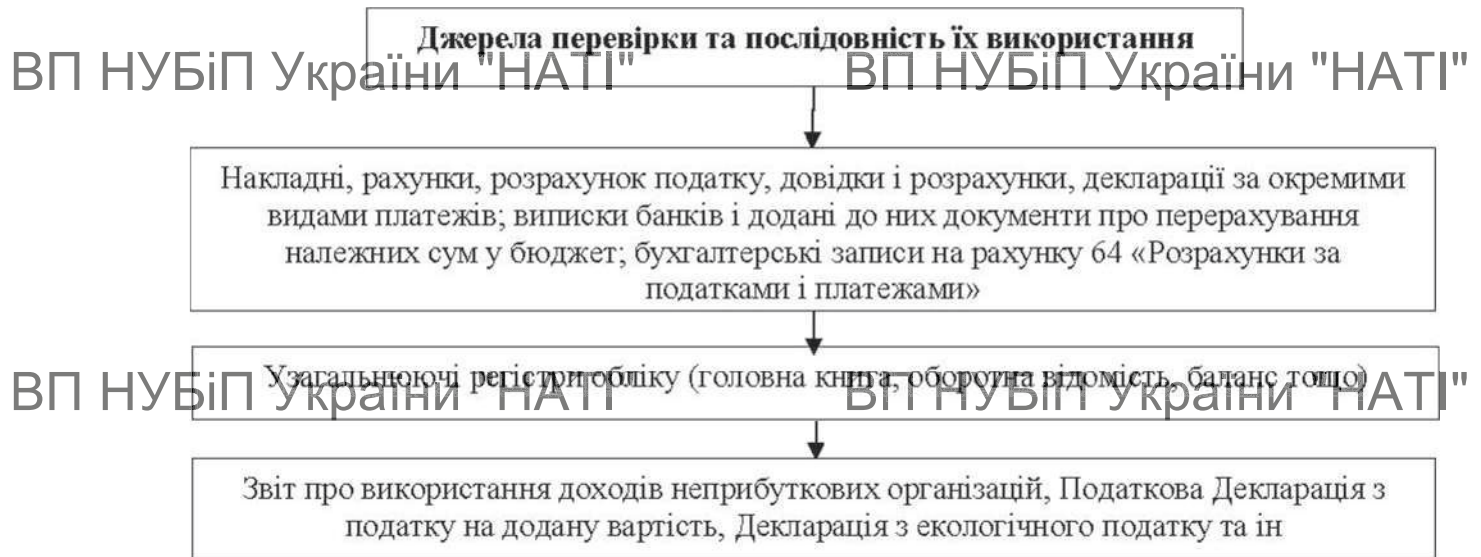 Джерела перевірки та послідовність їх використання
ВП НУБіП України "НАТІ" ВП НУБіП України "НАТІ"
Накладні, рахунки, розрахунок податку, довідки і розрахунки, декларації за окремими
видами платежів; виписки банків і додані до них документи про перерахування
належних сум у бюджет; бухгалтерські записи на рахунку 64 «Розрахунки за
податками і платежами»
Узагальнюючі регістри обліку (головна книга, оборотна відомість, баланс тощо)
ВП НУБіП України "НАТІ" ВП НУБіП України "НАТІ"
Звіт про використання доходів неприбуткових організацій, Податкова Декларація з
податку на додану вартість, Декларація з екологічного податку та ін